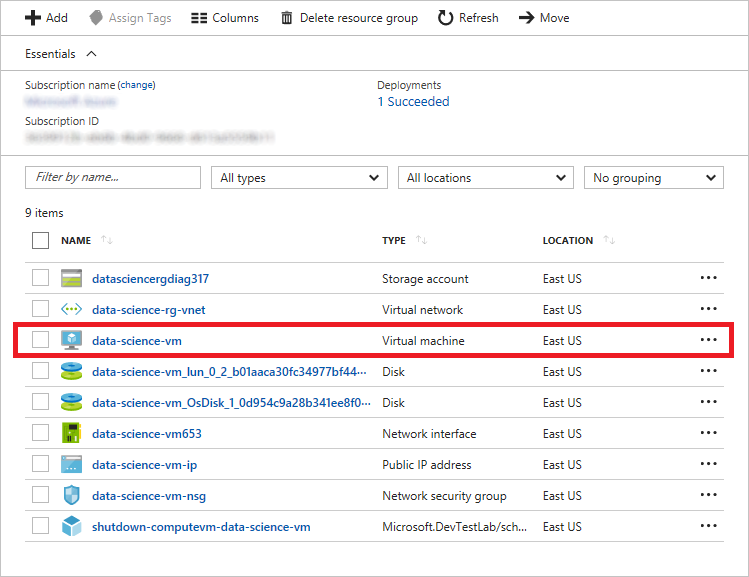 Add Assign Tags Columns Delete resource group Refresh Move
Essentials
Subscription name (change) Deployments
1 Succeeded
Subscription ID
Filter by name... All types All locations No grouping
9 items
NAME TYPE LOCATION
datasciencergdiag317 Storage account East US ...
data-science-rg-vnet Virtual network East US ...
data-science-vm Virtual machine East US ...
data-science-vm_lun_0_2_b01aaca30fc34977bf44... Disk East US ...
data-science-vm_OsDisk_1_0d954c9a28b341ee8f0... Disk East US ...
data-science-vm653 Network interface East US ...
data-science-vm-ip Public IP address East US ...
data-science-vm-nsg Network security group East US ...
shutdown-computevm-data-science-vm Microsoft.DevTestLab/sch... East US ...